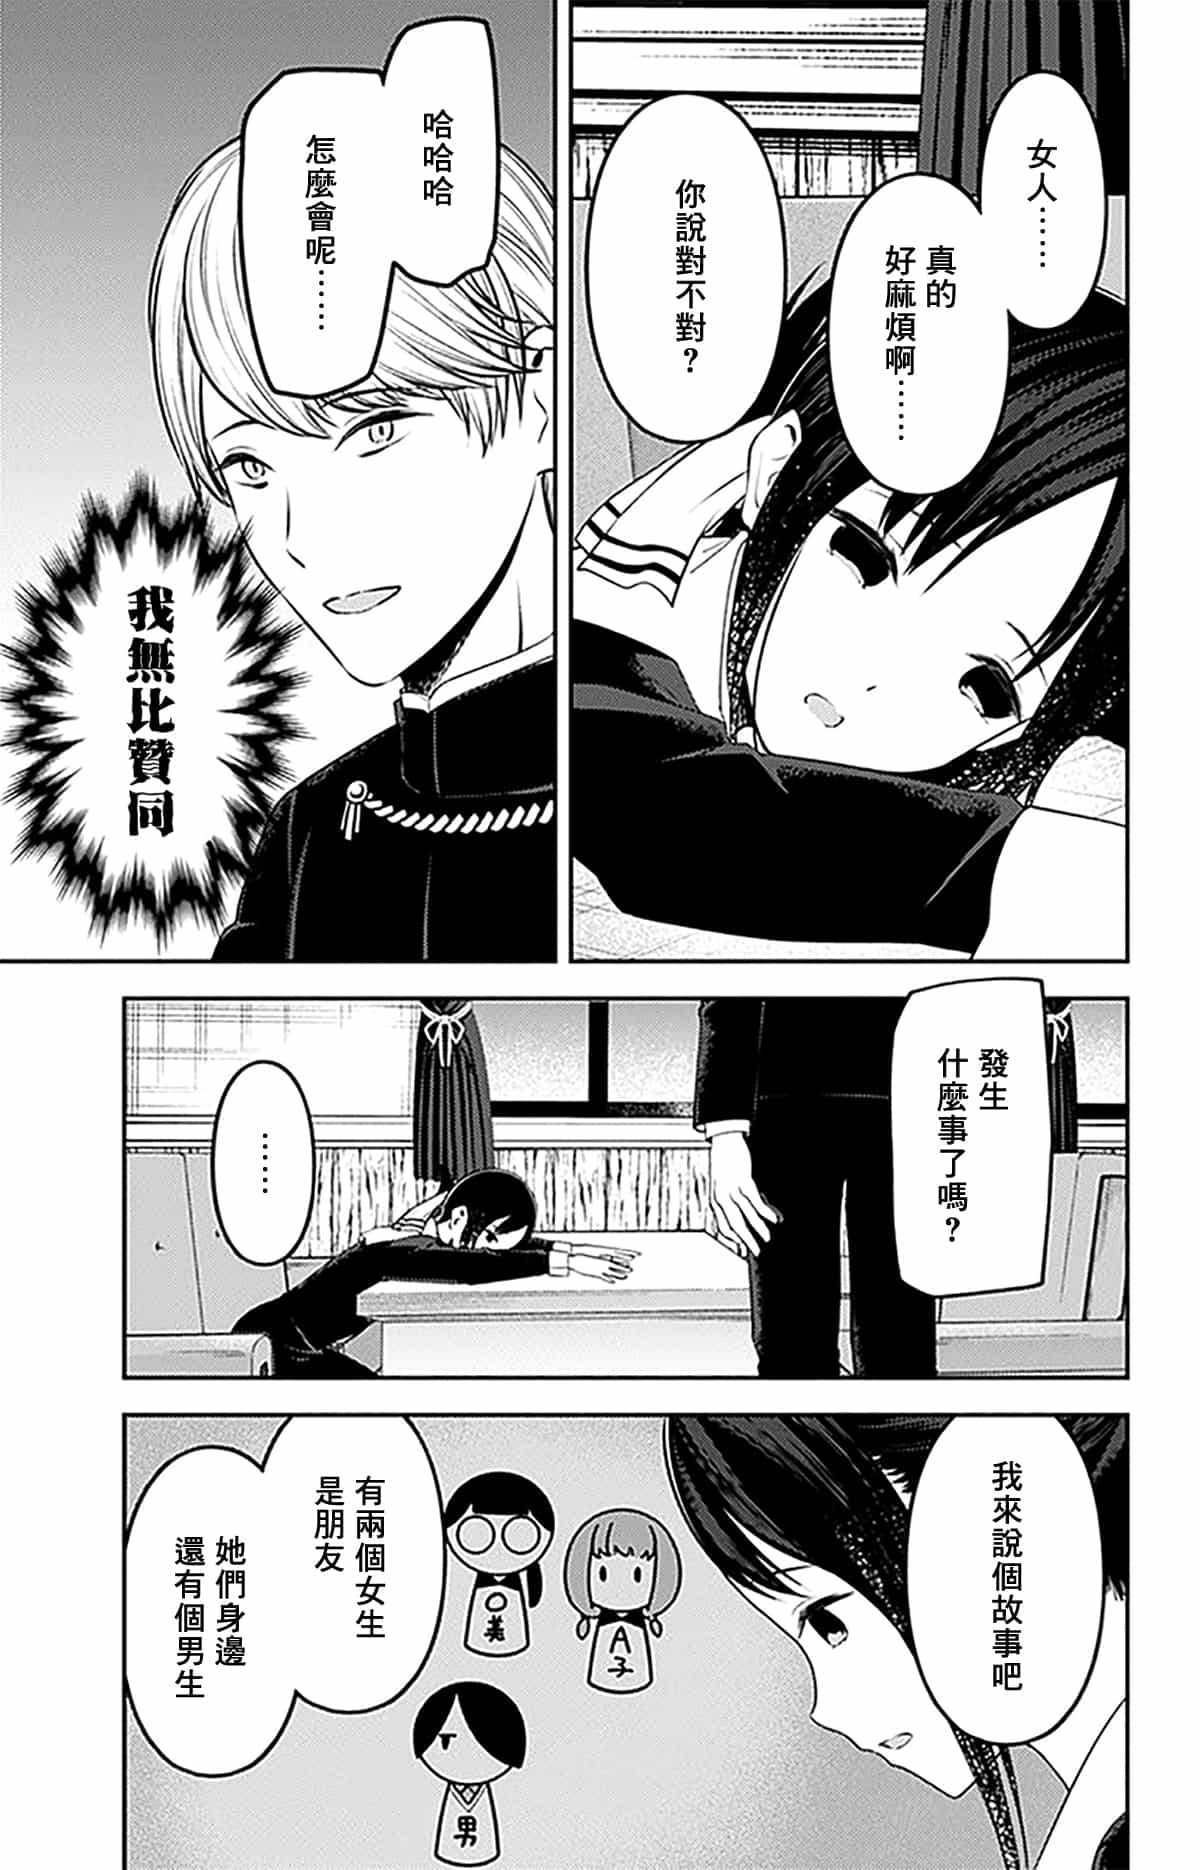 女人……
真的
好麻煩啊……
你說對不對？
哈哈哈
怎麼會呢……
我無比贊同
發生
什麼事了嗎？
……
我來說個故事吧
有兩個女生
是朋友
她們身邊
還有個男生
〇美
A子
男